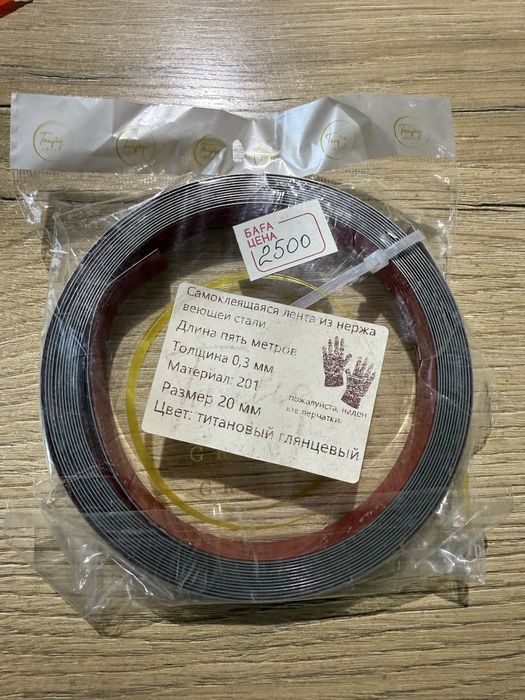 БАҒА
ЦЕНА
2500
Самоклеящаяся лента из нержа
веющей стали.
Длина пять метров
Толщина 0,3 мм
Материал: 201
Размер 20 мм
Цвет: титановый глянцевый
пожалуйста, наден
ьте перчатки.